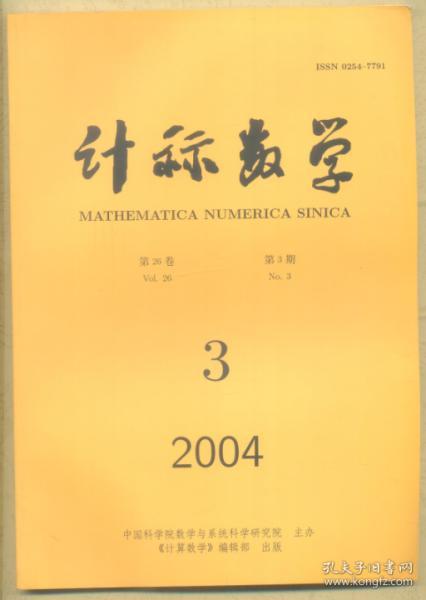 ISSN 0254-7791
计祘数学
MATHEMATICA NUMERICA SINICA
第26卷 第3期
Vol. 26 No. 3
3
2004
中国科学院数学与系统科学研究院 主办
《计算数学》编辑部 出版
孔夫子旧书网
www.kongfz.com